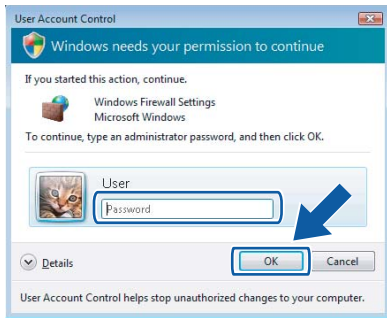 User Account Control
Windows needs your permission to continue
If you started this action, continue.
Windows Firewall Settings
Microsoft Windows
To continue, type an administrator password, and then click OK.
User
Password
Details
OK
Cancel
User Account Control helps stop unauthorized changes to your computer.